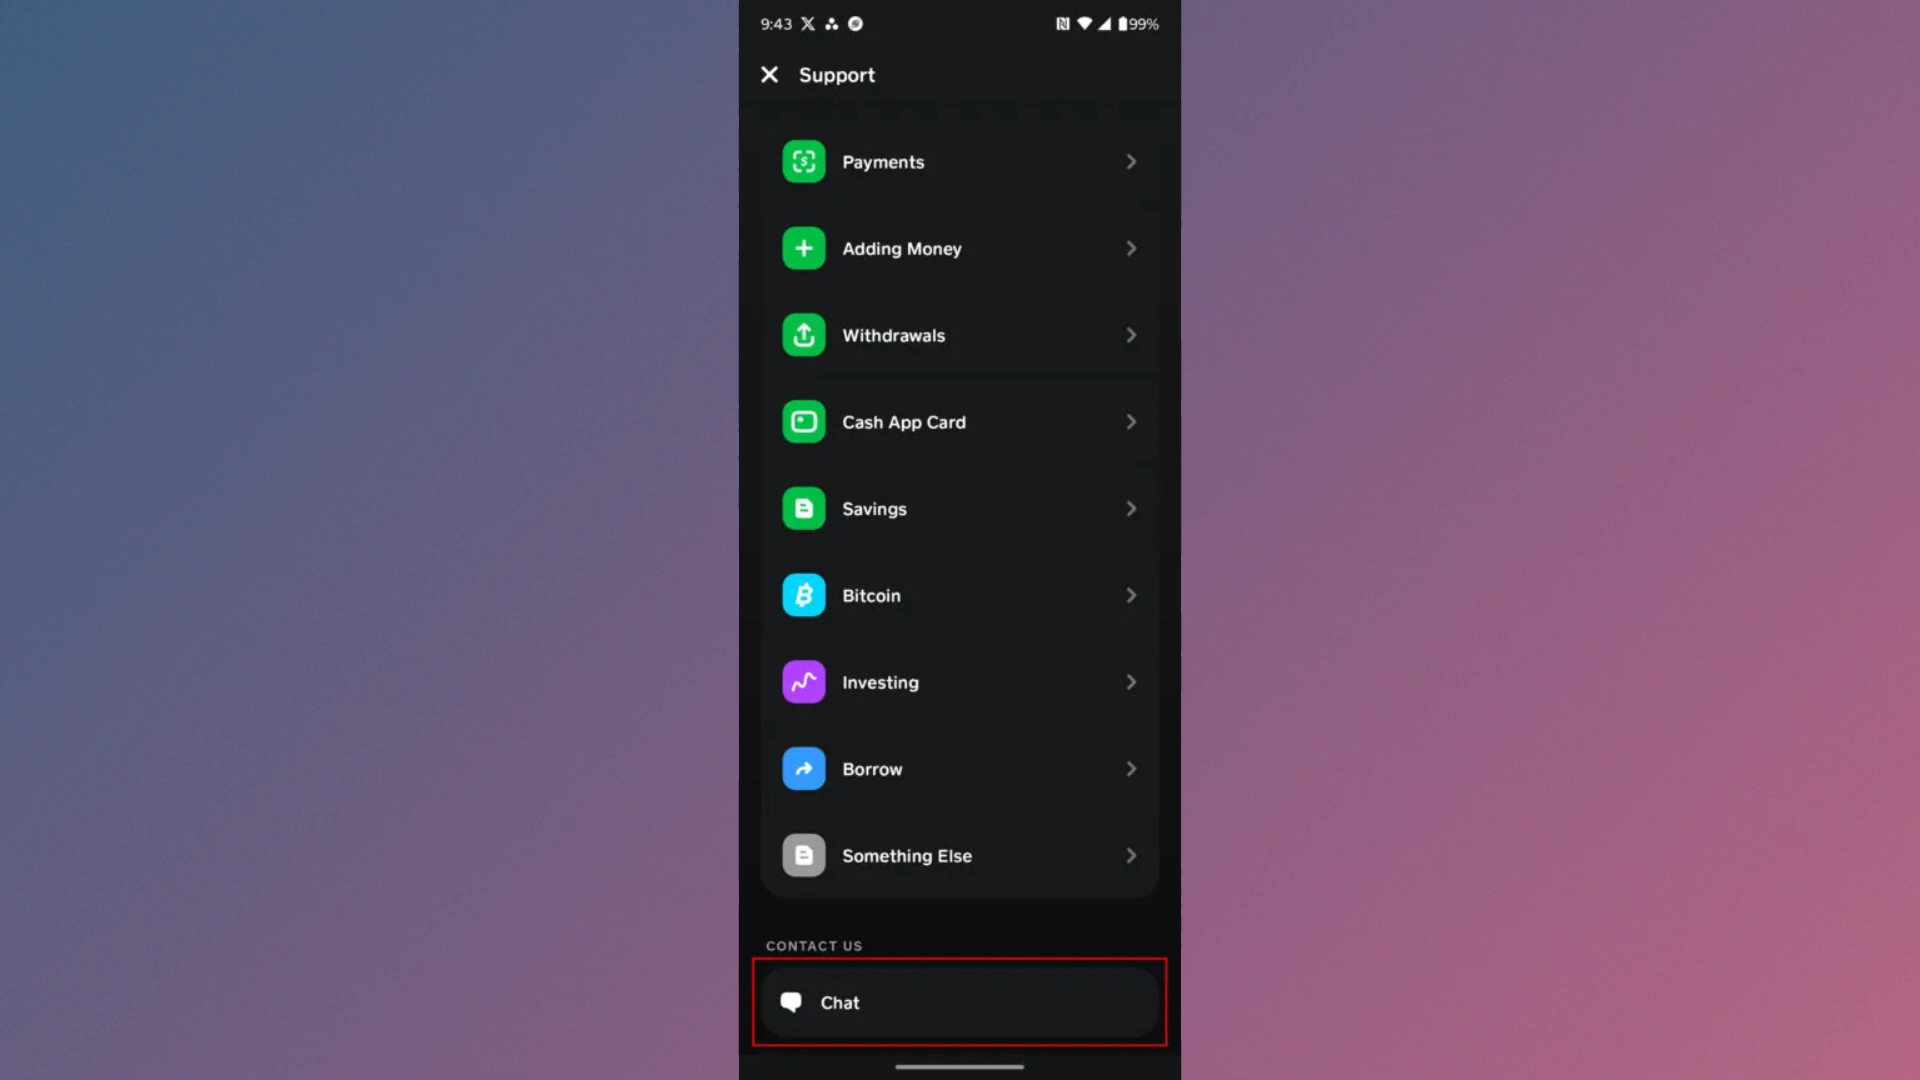 9:43 99%
Support
Payments
Adding Money
Withdrawals
Cash App Card
Savings
Bitcoin
Investing
Borrow
Something Else
CONTACT US
Chat